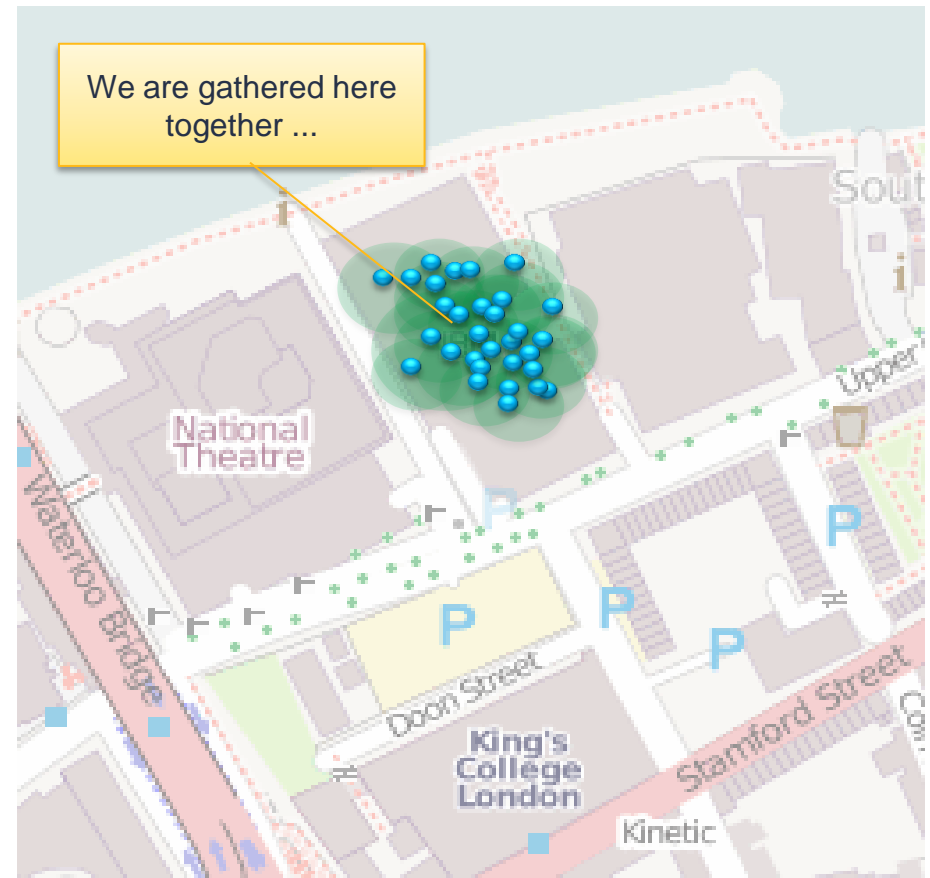 We are gathered here
together ...
i
Sout
i
Upper
National
Theatre
P
P
P
P
P
Waterloo Bridge
Doon Street
King's
College
London
Stamford Street
Kinetic